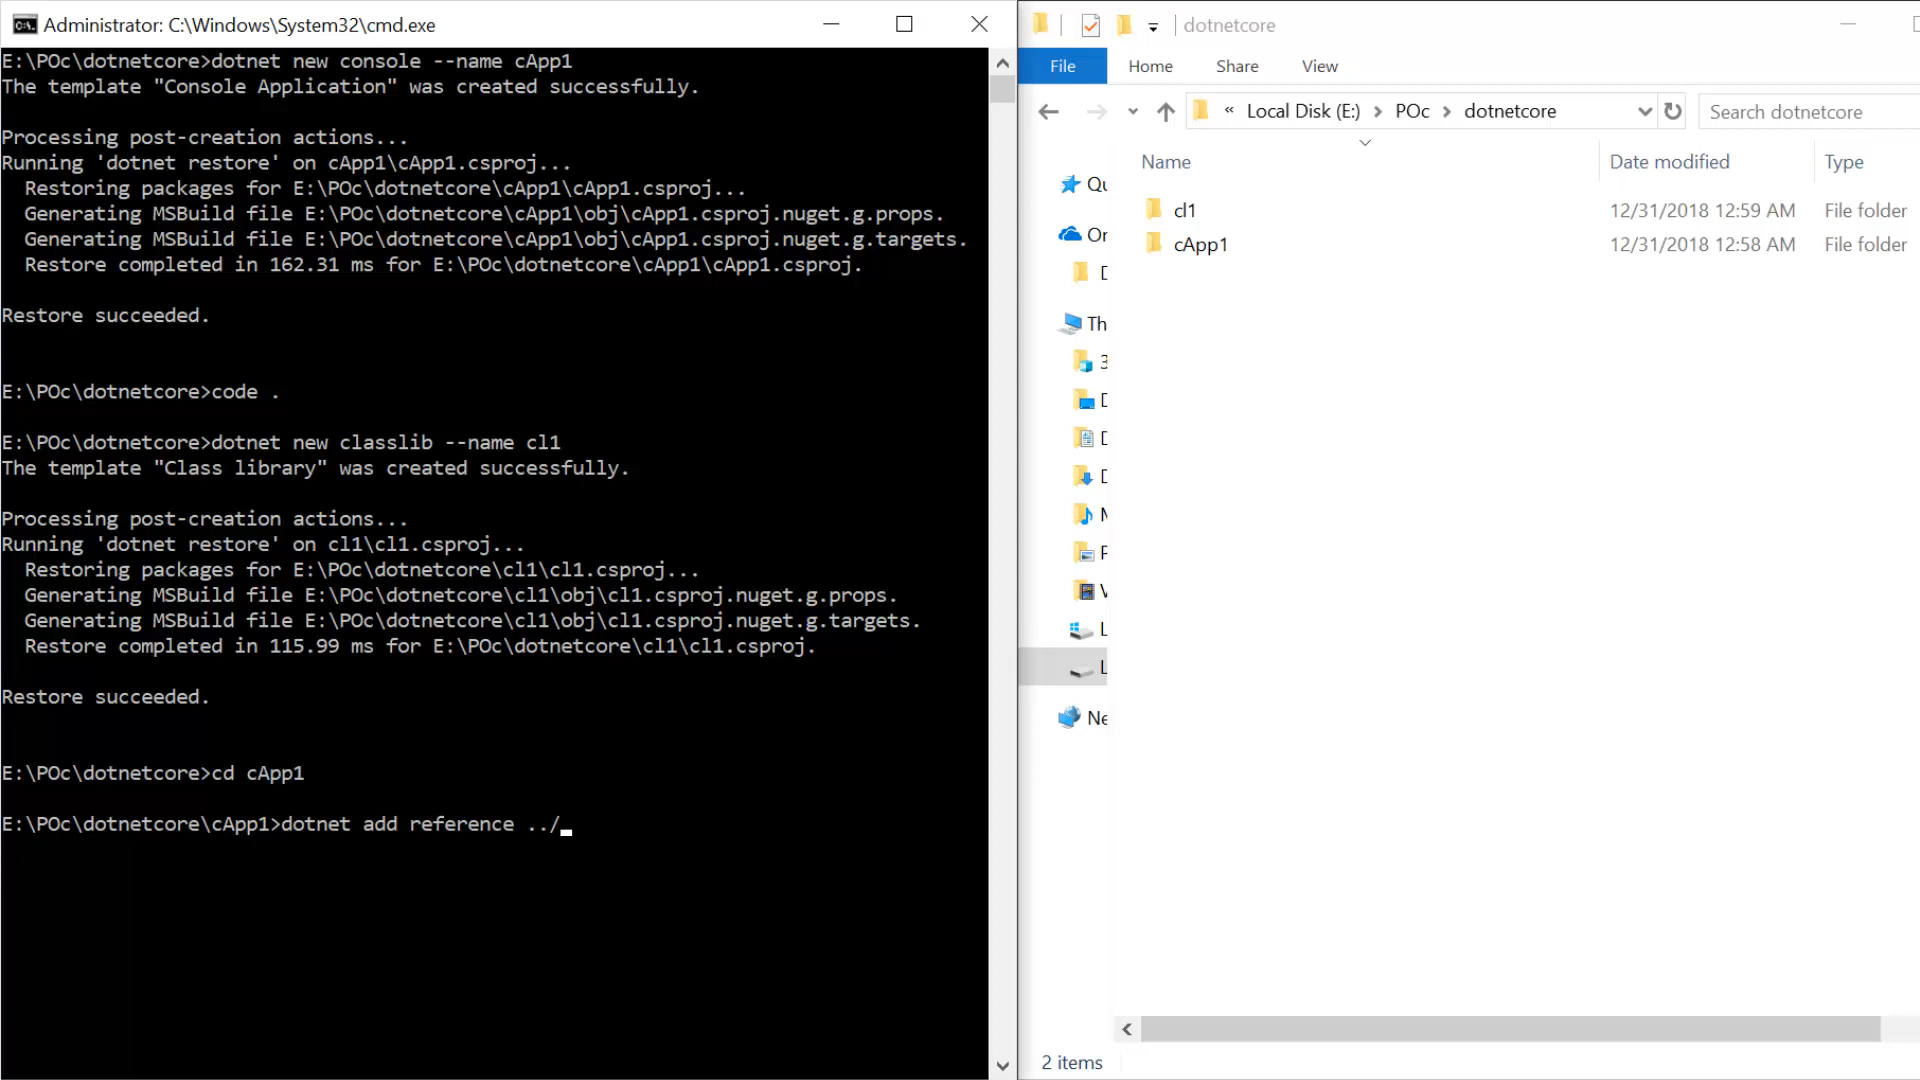 Administrator: C:\Windows\System32\cmd.exe
E:\POc\dotnetcore>dotnet new console --name cApp1
The template "Console Application" was created successfully.
Processing post-creation actions...
Running 'dotnet restore' on cApp1\cApp1.csproj...
Restoring packages for E:\POc\dotnetcore\cApp1\cApp1.csproj...
Generating MSBuild file E:\POc\dotnetcore\cApp1\obj\cApp1.csproj.nuget.g.props.
Generating MSBuild file E:\POc\dotnetcore\cApp1\obj\cApp1.csproj.nuget.g.targets.
Restore completed in 162.31 ms for E:\POc\dotnetcore\cApp1\cApp1.csproj.
Restore succeeded.
E:\POc\dotnetcore>code .
E:\POc\dotnetcore>dotnet new classlib --name cl1
The template "Class library" was created successfully.
Processing post-creation actions...
Running 'dotnet restore' on cl1\cl1.csproj...
Restoring packages for E:\POc\dotnetcore\cl1\cl1.csproj...
Generating MSBuild file E:\POc\dotnetcore\cl1\obj\cl1.csproj.nuget.g.props.
Generating MSBuild file E:\POc\dotnetcore\cl1\obj\cl1.csproj.nuget.g.targets.
Restore completed in 115.99 ms for E:\POc\dotnetcore\cl1\cl1.csproj.
Restore succeeded.
E:\POc\dotnetcore>cd cApp1
E:\POc\dotnetcore\cApp1>dotnet add reference ../
dotnetcore
File Home Share View
« Local Disk (E:) > POc > dotnetcore
Search dotnetcore
Name Date modified Type
cl1 12/31/2018 12:59 AM File folder
cApp1 12/31/2018 12:58 AM File folder
Qu
On
D
Th
3
D
D
D
M
P
V
L
L
Ne
2 items